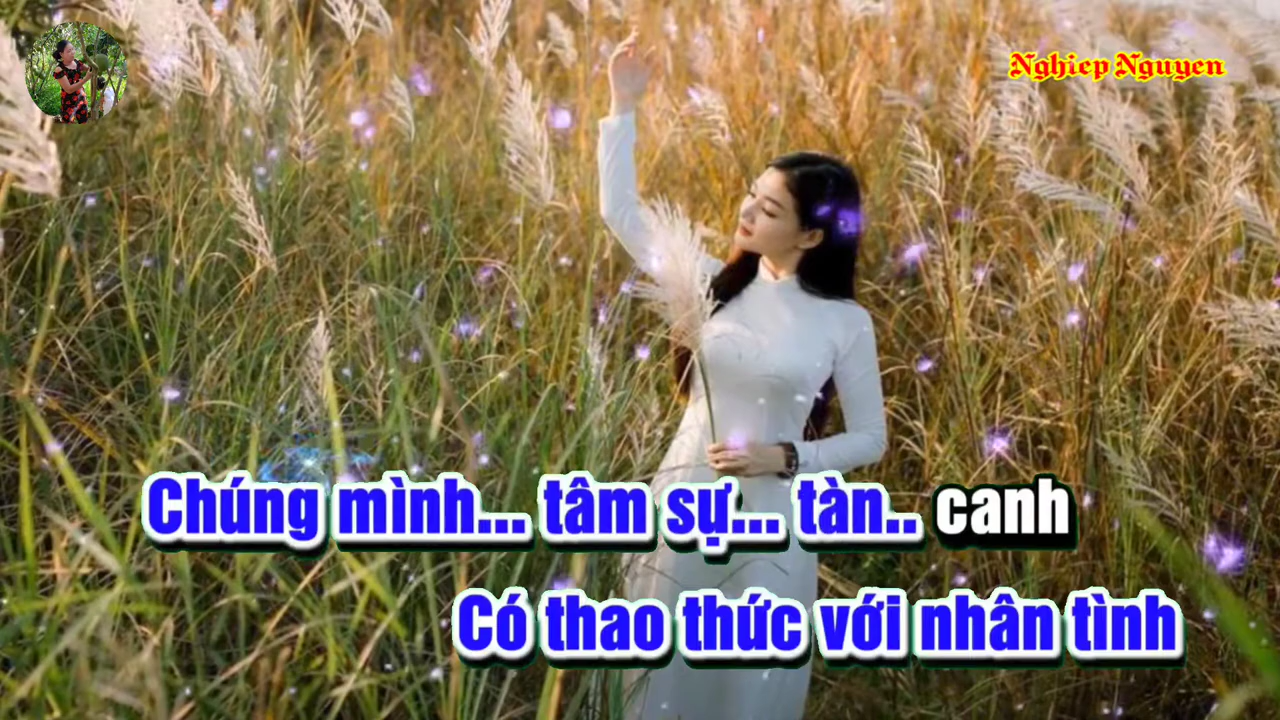 Nghiep Nguyen
Chúng mình... tâm sự... tàn.. canh
Có thao thức với nhân tình